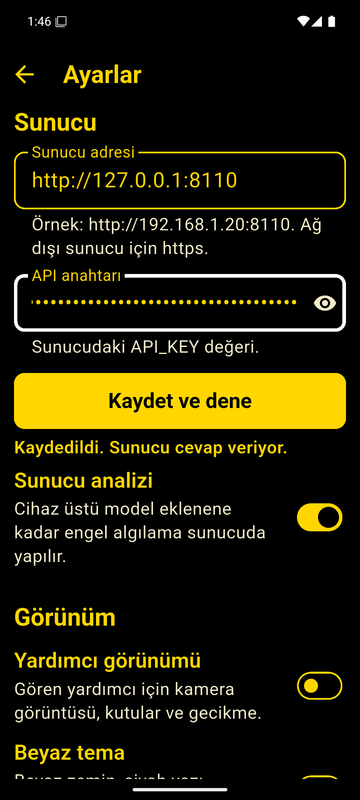 1:46
Ayarlar
Sunucu
Sunucu adresi
http://127.0.0.1:8110
Örnek: http://192.168.1.20:8110. Ağ
dışı sunucu için https.
API anahtarı
Sunucudaki API_KEY değeri.
Kaydet ve dene
Kaydedildi. Sunucu cevap veriyor.
Sunucu analizi
Cihaz üstü model eklenene
kadar engel algılama sunucuda
yapılır.
Görünüm
Yardımcı görünümü
Gören yardımcı için kamera
görüntüsü, kutular ve gecikme.
Beyaz tema